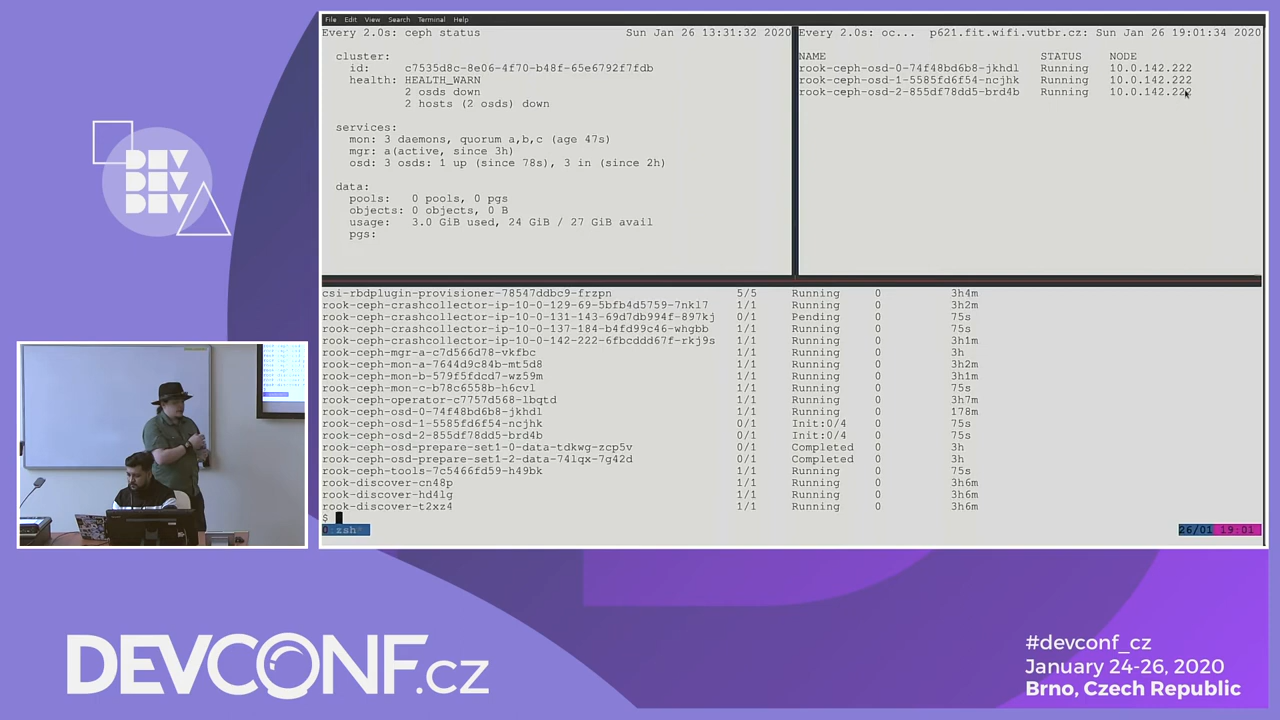 File Edit View Search Terminal Help
Every 2.0s: ceph status Sun Jan 26 13:31:32 2020
cluster:
id: c7535d8c-8e06-4f70-b48f-65e6792f7fdb
health: HEALTH_WARN
2 osds down
2 hosts (2 osds) down
services:
mon: 3 daemons, quorum a,b,c (age 47s)
mgr: a(active, since 3h)
osd: 3 osds: 1 up (since 78s), 3 in (since 2h)
data:
pools: 0 pools, 0 pgs
objects: 0 objects, 0 B
usage: 3.0 GiB used, 24 GiB / 27 GiB avail
pgs:
Every 2.0s: oc... p621.fit.wifi.vutbr.cz: Sun Jan 26 19:01:34 2020
NAME STATUS NODE
rook-ceph-osd-0-74f48bd6b8-jkhdl Running 10.0.142.222
rook-ceph-osd-1-5585fd6f54-ncjhk Running 10.0.142.222
rook-ceph-osd-2-855df78dd5-brd4b Running 10.0.142.222
csi-rbdplugin-provisioner-78547ddbc9-frzpn 5/5 Running 0 3h4m
rook-ceph-crashcollector-ip-10-0-129-69-5bfb4d5759-7nkl7 1/1 Running 0 3h2m
rook-ceph-crashcollector-ip-10-0-131-143-69d7db994f-897kj 0/1 Pending 0 75s
rook-ceph-crashcollector-ip-10-0-137-184-b4fd99c46-whgbb 1/1 Running 0 75s
rook-ceph-crashcollector-ip-10-0-142-222-6fbcddd67f-rkj9s 1/1 Running 0 3h1m
rook-ceph-mgr-a-c7d566d78-vkfbc 1/1 Running 0 3h
rook-ceph-mon-a-7644d9c84b-mt5d8 1/1 Running 0 3h2m
rook-ceph-mon-b-579f5fdcd7-wz59m 1/1 Running 0 3h1m
rook-ceph-mon-c-b78c6558b-h6cvl 1/1 Running 0 75s
rook-ceph-operator-c7757d568-lbqtd 1/1 Running 0 3h7m
rook-ceph-osd-0-74f48bd6b8-jkhdl 1/1 Running 0 178m
rook-ceph-osd-1-5585fd6f54-ncjhk 0/1 Init:0/4 0 75s
rook-ceph-osd-2-855df78dd5-brd4b 0/1 Init:0/4 0 75s
rook-ceph-osd-prepare-set1-0-data-tdkwg-zcp5v 0/1 Completed 0 3h
rook-ceph-osd-prepare-set1-2-data-74lqx-7g42d 0/1 Completed 0 3h
rook-ceph-tools-7c5466fd59-h49bk 1/1 Running 0 75s
rook-discover-cn48p 1/1 Running 0 3h6m
rook-discover-hd4lg 1/1 Running 0 3h6m
rook-discover-t2xz4 1/1 Running 0 3h6m
$
0 zsh* 26/01 19:01
DEV
DEV
DEV
DEVCONF.cz
#devconf_cz
January 24-26, 2020
Brno, Czech Republic